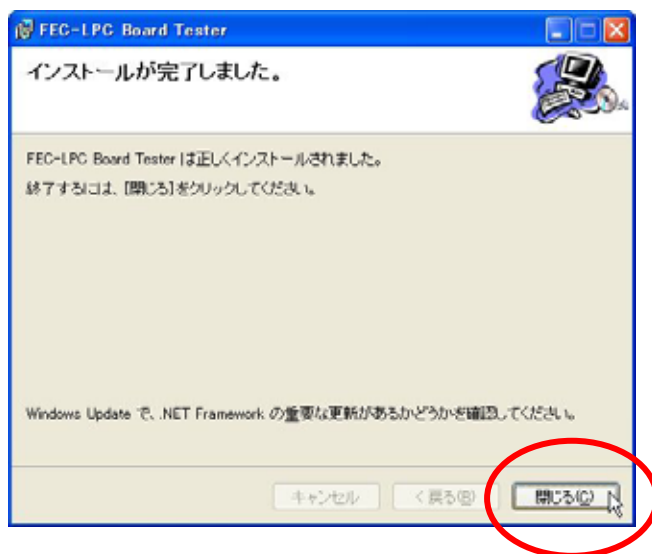 FEC-LPC Board Tester
インストールが完了しました。
FEC-LPC Board Tester は正しくインストールされました。
終了するには、[閉じる]をクリックしてください。
Windows Update で、.NET Framework の重要な更新があるかどうかを確認してください。
キャンセル
< 戻る(B)
閉じる(C)